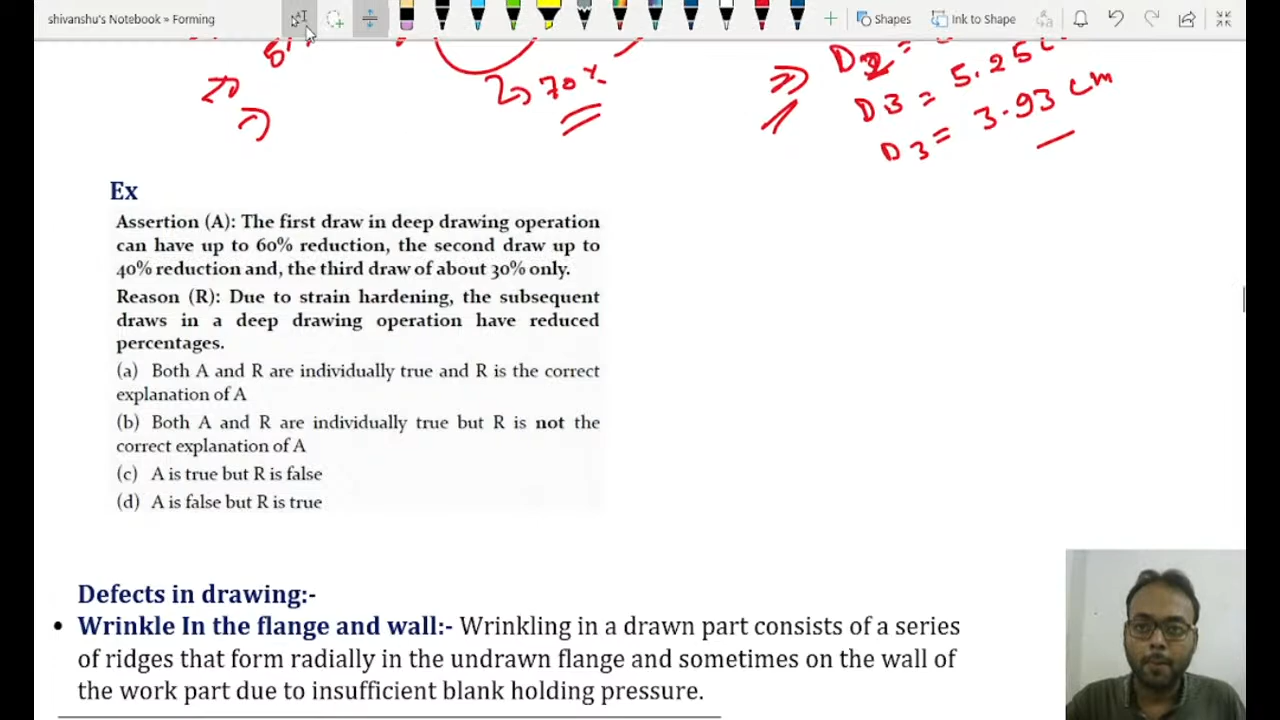 shivanshu's Notebook » Forming
Shapes
Ink to Shape
70%
D2 =
D3 = 5.25
D3 = 3.93 cm
Ex
Assertion (A): The first draw in deep drawing operation
can have up to 60% reduction, the second draw up to
40% reduction and, the third draw of about 30% only.
Reason (R): Due to strain hardening, the subsequent
draws in a deep drawing operation have reduced
percentages.
(a) Both A and R are individually true and R is the correct
explanation of A
(b) Both A and R are individually true but R is not the
correct explanation of A
(c) A is true but R is false
(d) A is false but R is true
Defects in drawing:-
• Wrinkle In the flange and wall:- Wrinkling in a drawn part consists of a series
of ridges that form radially in the undrawn flange and sometimes on the wall of
the work part due to insufficient blank holding pressure.